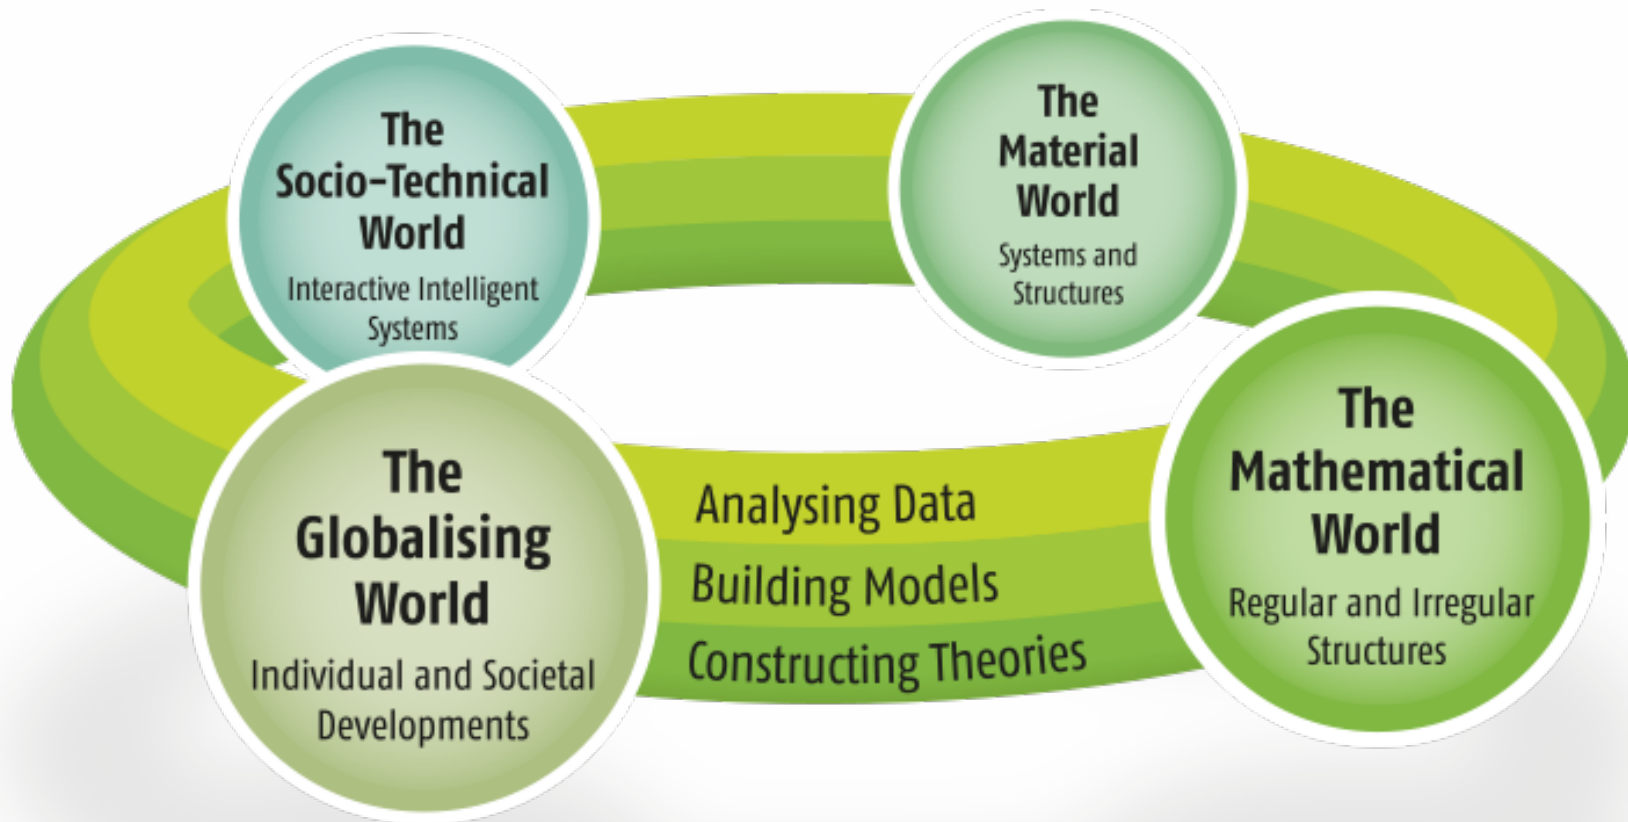 The
Socio-Technical
World
Interactive Intelligent
Systems
The
Material
World
Systems and
Structures
The
Globalising
World
Individual and Societal
Developments
Analysing Data
Building Models
Constructing Theories
The
Mathematical
World
Regular and Irregular
Structures